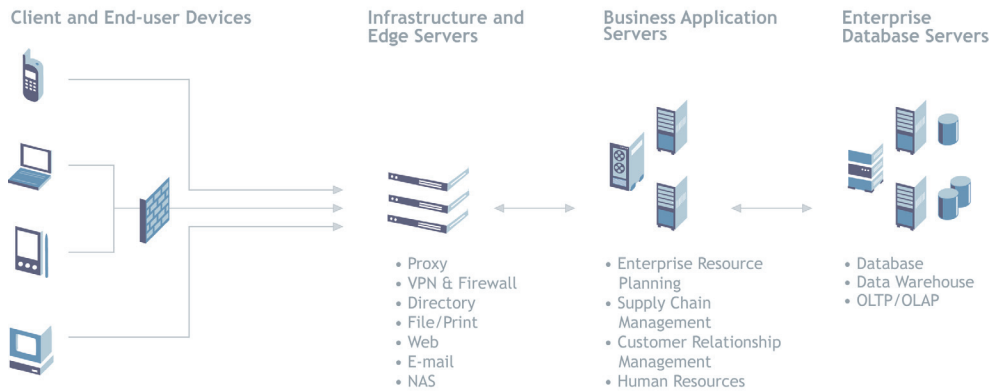 Client and End-user Devices
Infrastructure and
Edge Servers
Business Application
Servers
Enterprise
Database Servers
• Proxy
• VPN & Firewall
• Directory
• File/Print
• Web
• E-mail
• NAS
• Enterprise Resource
Planning
• Supply Chain
Management
• Customer Relationship
Management
• Human Resources
• Database
• Data Warehouse
• OLTP/OLAP